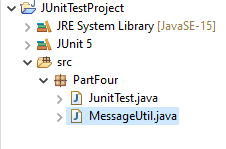 JUnitTestProject
JRE System Library [JavaSE-15]
JUnit 5
src
PartFour
JunitTest.java
MessageUtil.java